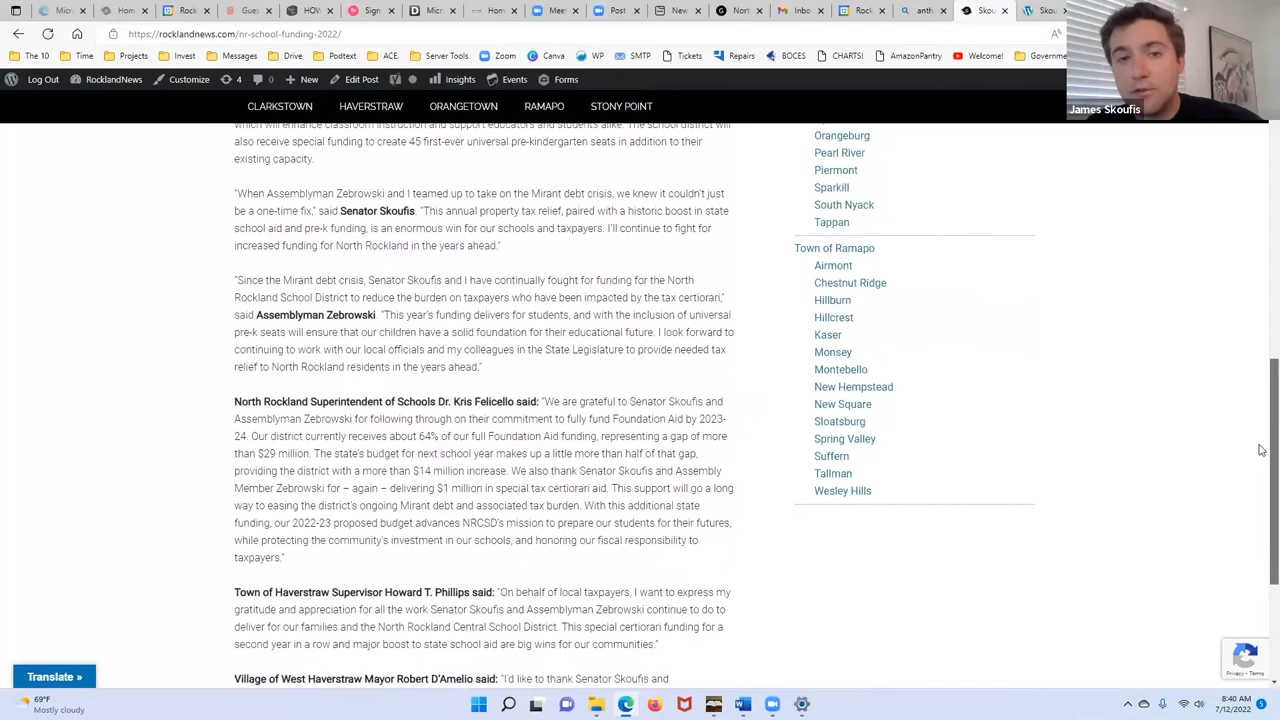 Micr
Rock
Gues
HOW
Sign
Micr
Micr
Inter
Meet
Post
New
Nort
Mai
Inbo
Rock
anth
Skou
Skou
https://rocklandnews.com/nr-school-funding-2022/
The 10
Time
Projects
Invest
Messages
Drive
Podtext
ACE.
Server Tools
Zoom
Canva
WP
SMTP
Tickets
Repairs
BOCES
CHARTS!
AmazonPantry
Welcome!
Governme
Log Out
RocklandNews
Customize
4
0
New
Edit Post
Insights
Events
Forms
James Skoufis
CLARKSTOWN HAVERSTRAW ORANGETOWN RAMAPO STONY POINT
which will enhance classroom instruction and support educators and students alike. The school district will
also receive special funding to create 45 first-ever universal pre-kindergarten seats in addition to their
existing capacity.
“When Assemblyman Zebrowski and I teamed up to take on the Mirant debt crisis, we knew it couldn’t just
be a one-time fix,” said Senator Skoufis. “This annual property tax relief, paired with a historic boost in state
school aid and pre-k funding, is an enormous win for our schools and taxpayers. I’ll continue to fight for
increased funding for North Rockland in the years ahead.”
“Since the Mirant debt crisis, Senator Skoufis and I have continually fought for funding for the North
Rockland School District to reduce the burden on taxpayers who have been impacted by the tax certiorari,”
said Assemblyman Zebrowski. “This year’s funding delivers for students, and with the inclusion of universal
pre-k seats will ensure that our children have a solid foundation for their educational future. I look forward to
continuing to work with our local officials and my colleagues in the State Legislature to provide needed tax
relief to North Rockland residents in the years ahead.”
North Rockland Superintendent of Schools Dr. Kris Felicello said: “We are grateful to Senator Skoufis and
Assemblyman Zebrowski for following through on their commitment to fully fund Foundation Aid by 2023-
24. Our district currently receives about 64% of our full Foundation Aid funding, representing a gap of more
than $29 million. The state’s budget for next school year makes up a little more than half of that gap,
providing the district with a more than $14 million increase. We also thank Senator Skoufis and Assembly
Member Zebrowski for – again – delivering $1 million in special tax certiorari aid. This support will go a long
way to easing the district’s ongoing Mirant debt and associated tax burden. With this additional state
funding, our 2022-23 proposed budget advances NRCSD’s mission to prepare our students for their futures,
while protecting the community’s investment in our schools, and honoring our fiscal responsibility to
taxpayers.”
Town of Haverstraw Supervisor Howard T. Phillips said: “On behalf of local taxpayers, I want to express my
gratitude and appreciation for all the work Senator Skoufis and Assemblyman Zebrowski continue to do to
deliver for our families and the North Rockland Central School District. This special certiorari funding for a
second year in a row and major boost to state school aid are big wins for our communities.”
Village of West Haverstraw Mayor Robert D’Amelio said: “I’d like to thank Senator Skoufis and
Orangeburg
Pearl River
Piermont
Sparkill
South Nyack
Tappan
Town of Ramapo
Airmont
Chestnut Ridge
Hillburn
Hillcrest
Kaser
Monsey
Montebello
New Hempstead
New Square
Sloatsburg
Spring Valley
Suffern
Tallman
Wesley Hills
Privacy - Terms
Translate »
69°F
Mostly cloudy
8:40 AM
7/12/2022
5